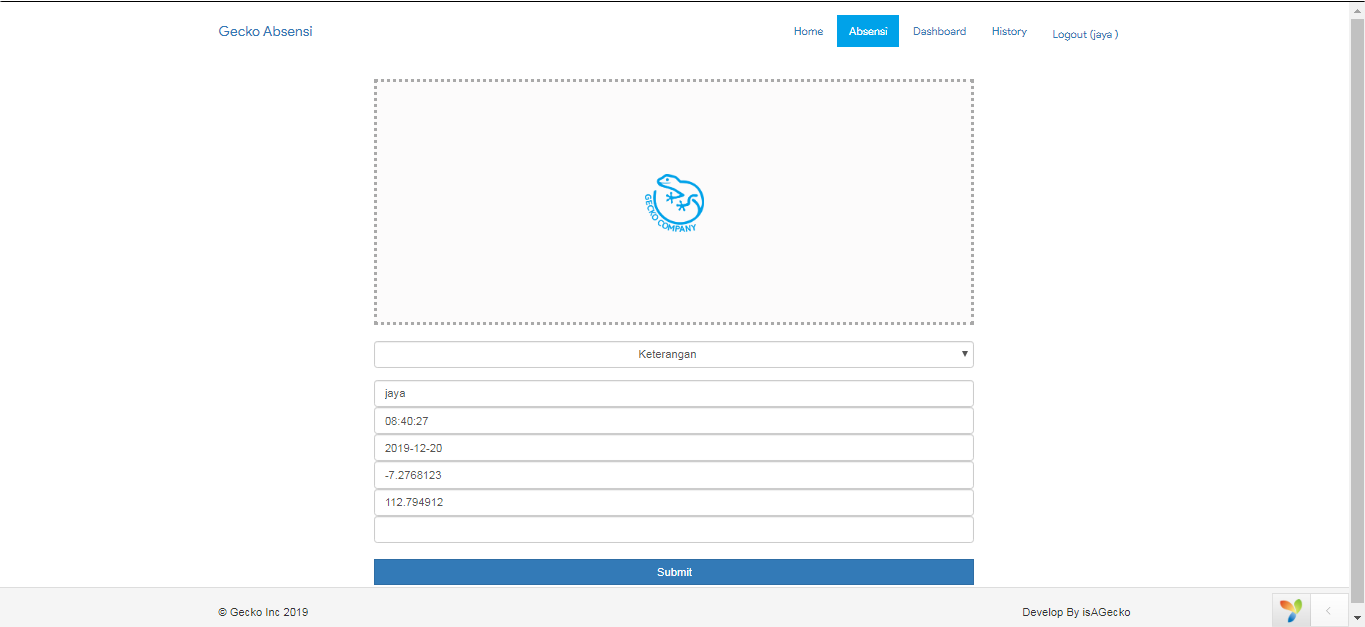 Gecko Absensi
Home Absensi Dashboard History Logout (jaya )
GECKO COMPANY
Keterangan
jaya
08:40:27
2019-12-20
-7.2768123
112.794912
Submit
© Gecko Inc 2019 Develop By isAGecko